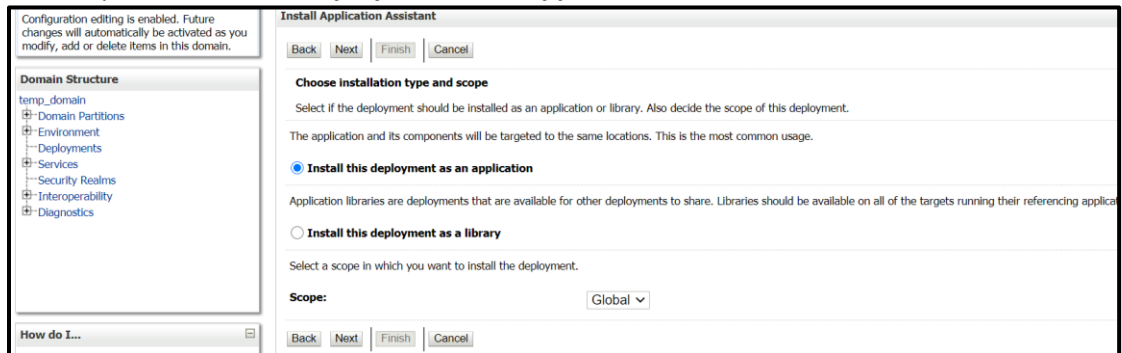 Configuration editing is enabled. Future
changes will automatically be activated as you
modify, add or delete items in this domain.
Domain Structure
temp_domain
Domain Partitions
Environment
Deployments
Services
Security Realms
Interoperability
Diagnostics
How do I...
Install Application Assistant
Back Next Finish Cancel
Choose installation type and scope
Select if the deployment should be installed as an application or library. Also decide the scope of this deployment.
The application and its components will be targeted to the same locations. This is the most common usage.
Install this deployment as an application
Application libraries are deployments that are available for other deployments to share. Libraries should be available on all of the targets running their referencing
Install this deployment as a library
Select a scope in which you want to install the deployment.
Scope: Global
Back Next Finish Cancel